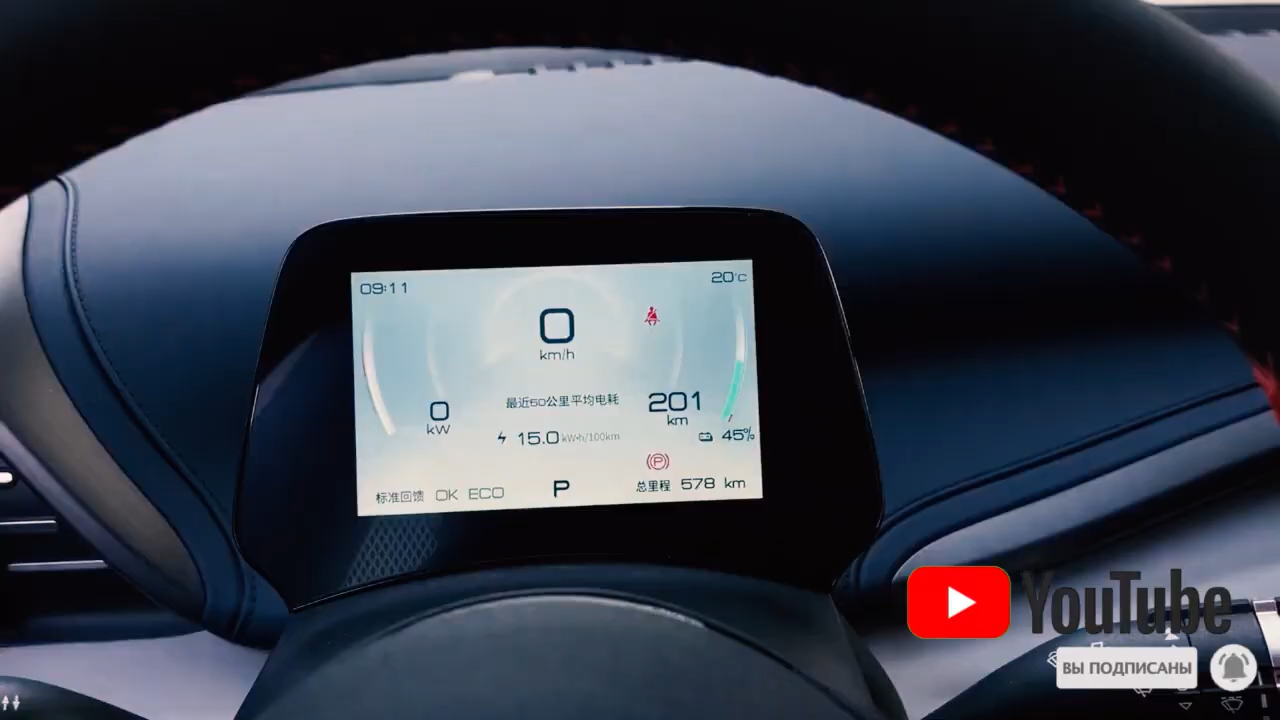 09:11
20°C
0
km/h
最近50公里平均电耗
201
km
0
kW
15.0 kW·h/100km
45%
P
标准回馈 OK ECO
P
总里程 578 km
YouTube
ВЫ ПОДПИСАНЫ